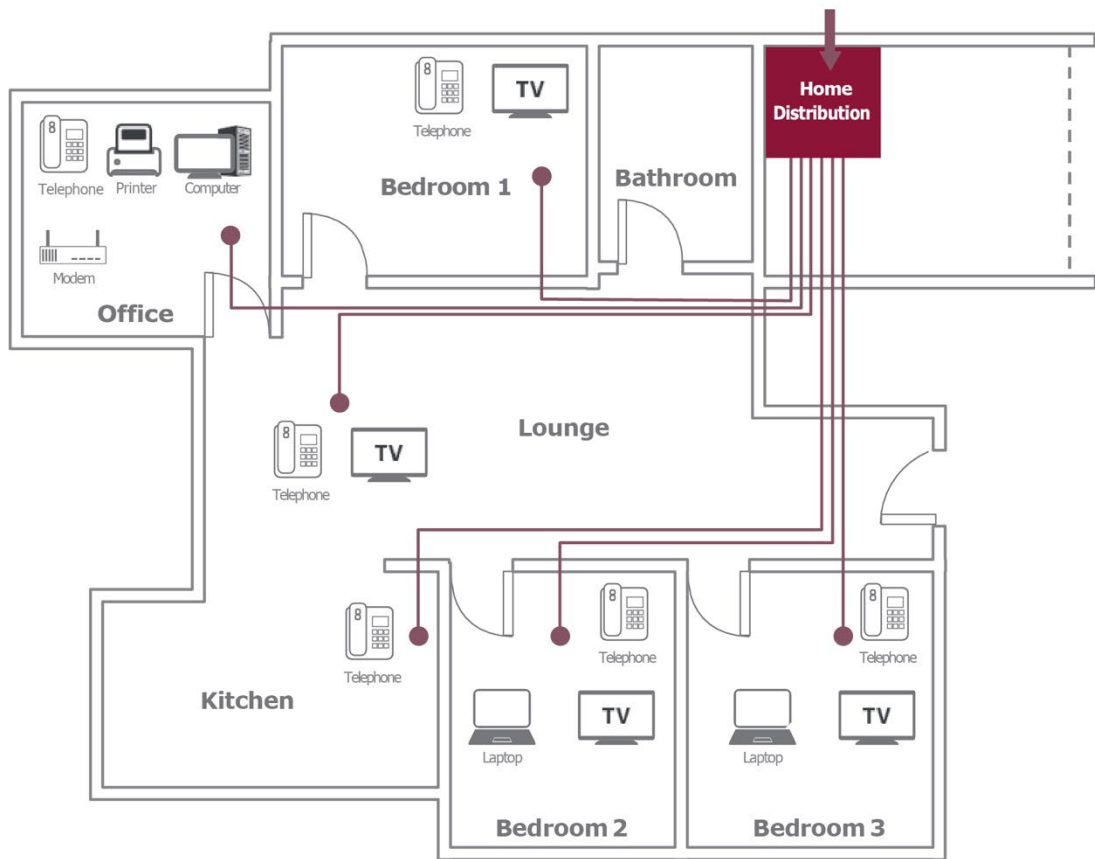 Home
Distribution
TV
Telephone
Bedroom 1
Bathroom
Telephone
Printer
Computer
Modem
Office
Lounge
TV
Telephone
Telephone
Kitchen
Telephone
Laptop
TV
Bedroom 2
Telephone
Laptop
TV
Bedroom 3